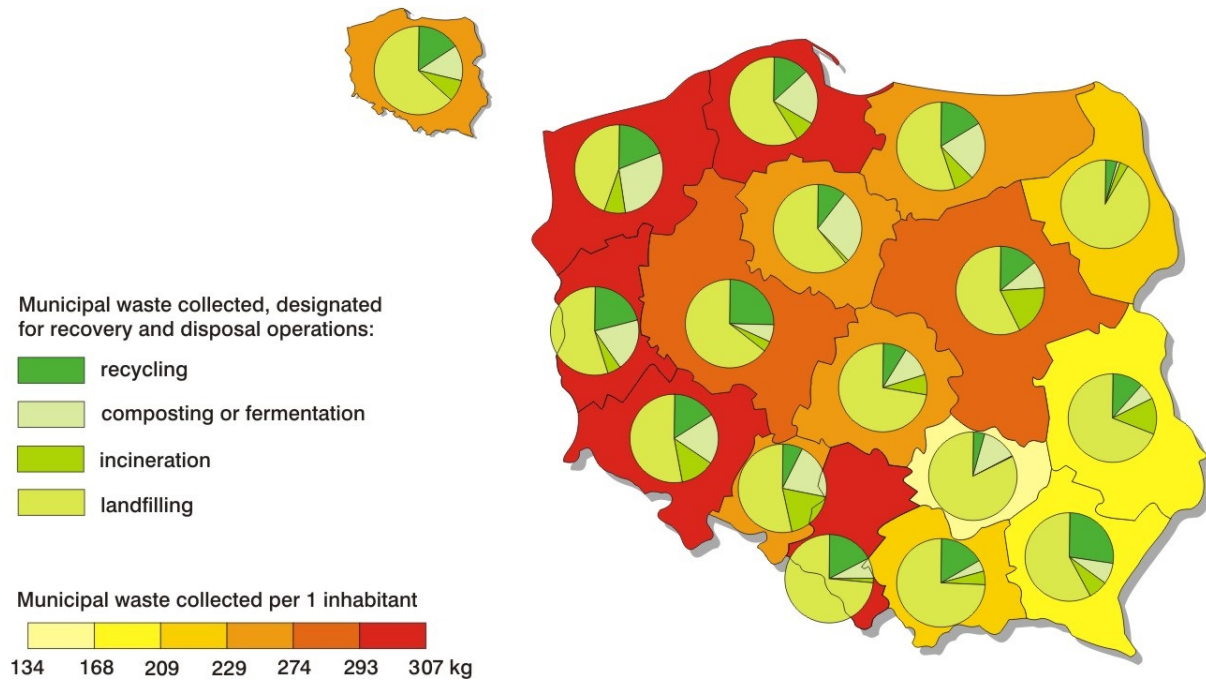 Municipal waste collected, designated
for recovery and disposal operations:
recycling
composting or fermentation
incineration
landfilling
Municipal waste collected per 1 inhabitant
134 168 209 229 274 293 307 kg